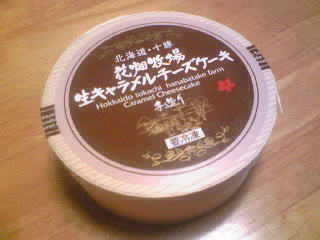 北海道・十勝
花畑牧場
生キャラメルチーズケーキ
Hokkaido tokachi hanabatake farm
Caramel Cheesecake
手造り
要冷凍